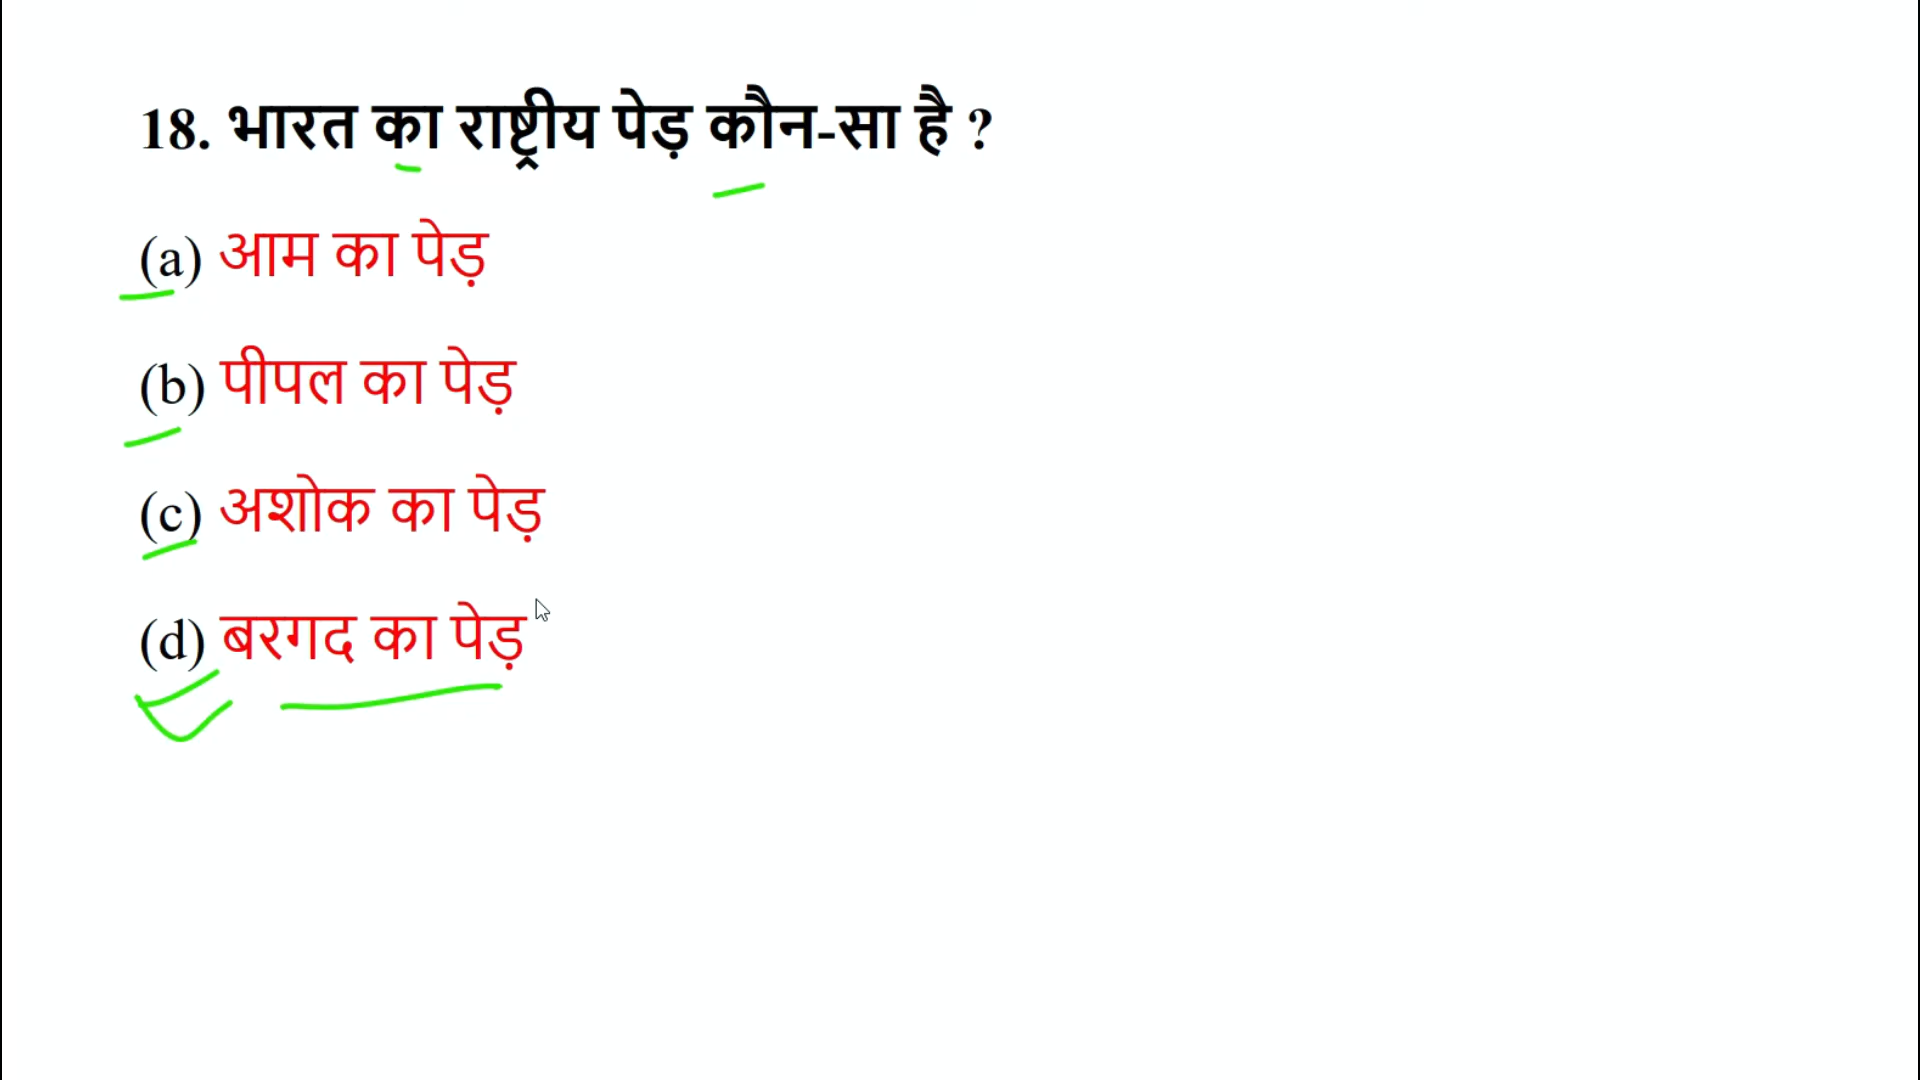 18. भारत का राष्ट्रीय पेड़ कौन-सा है ?
(a) आम का पेड़
(b) पीपल का पेड़
(c) अशोक का पेड़
(d) बरगद का पेड़